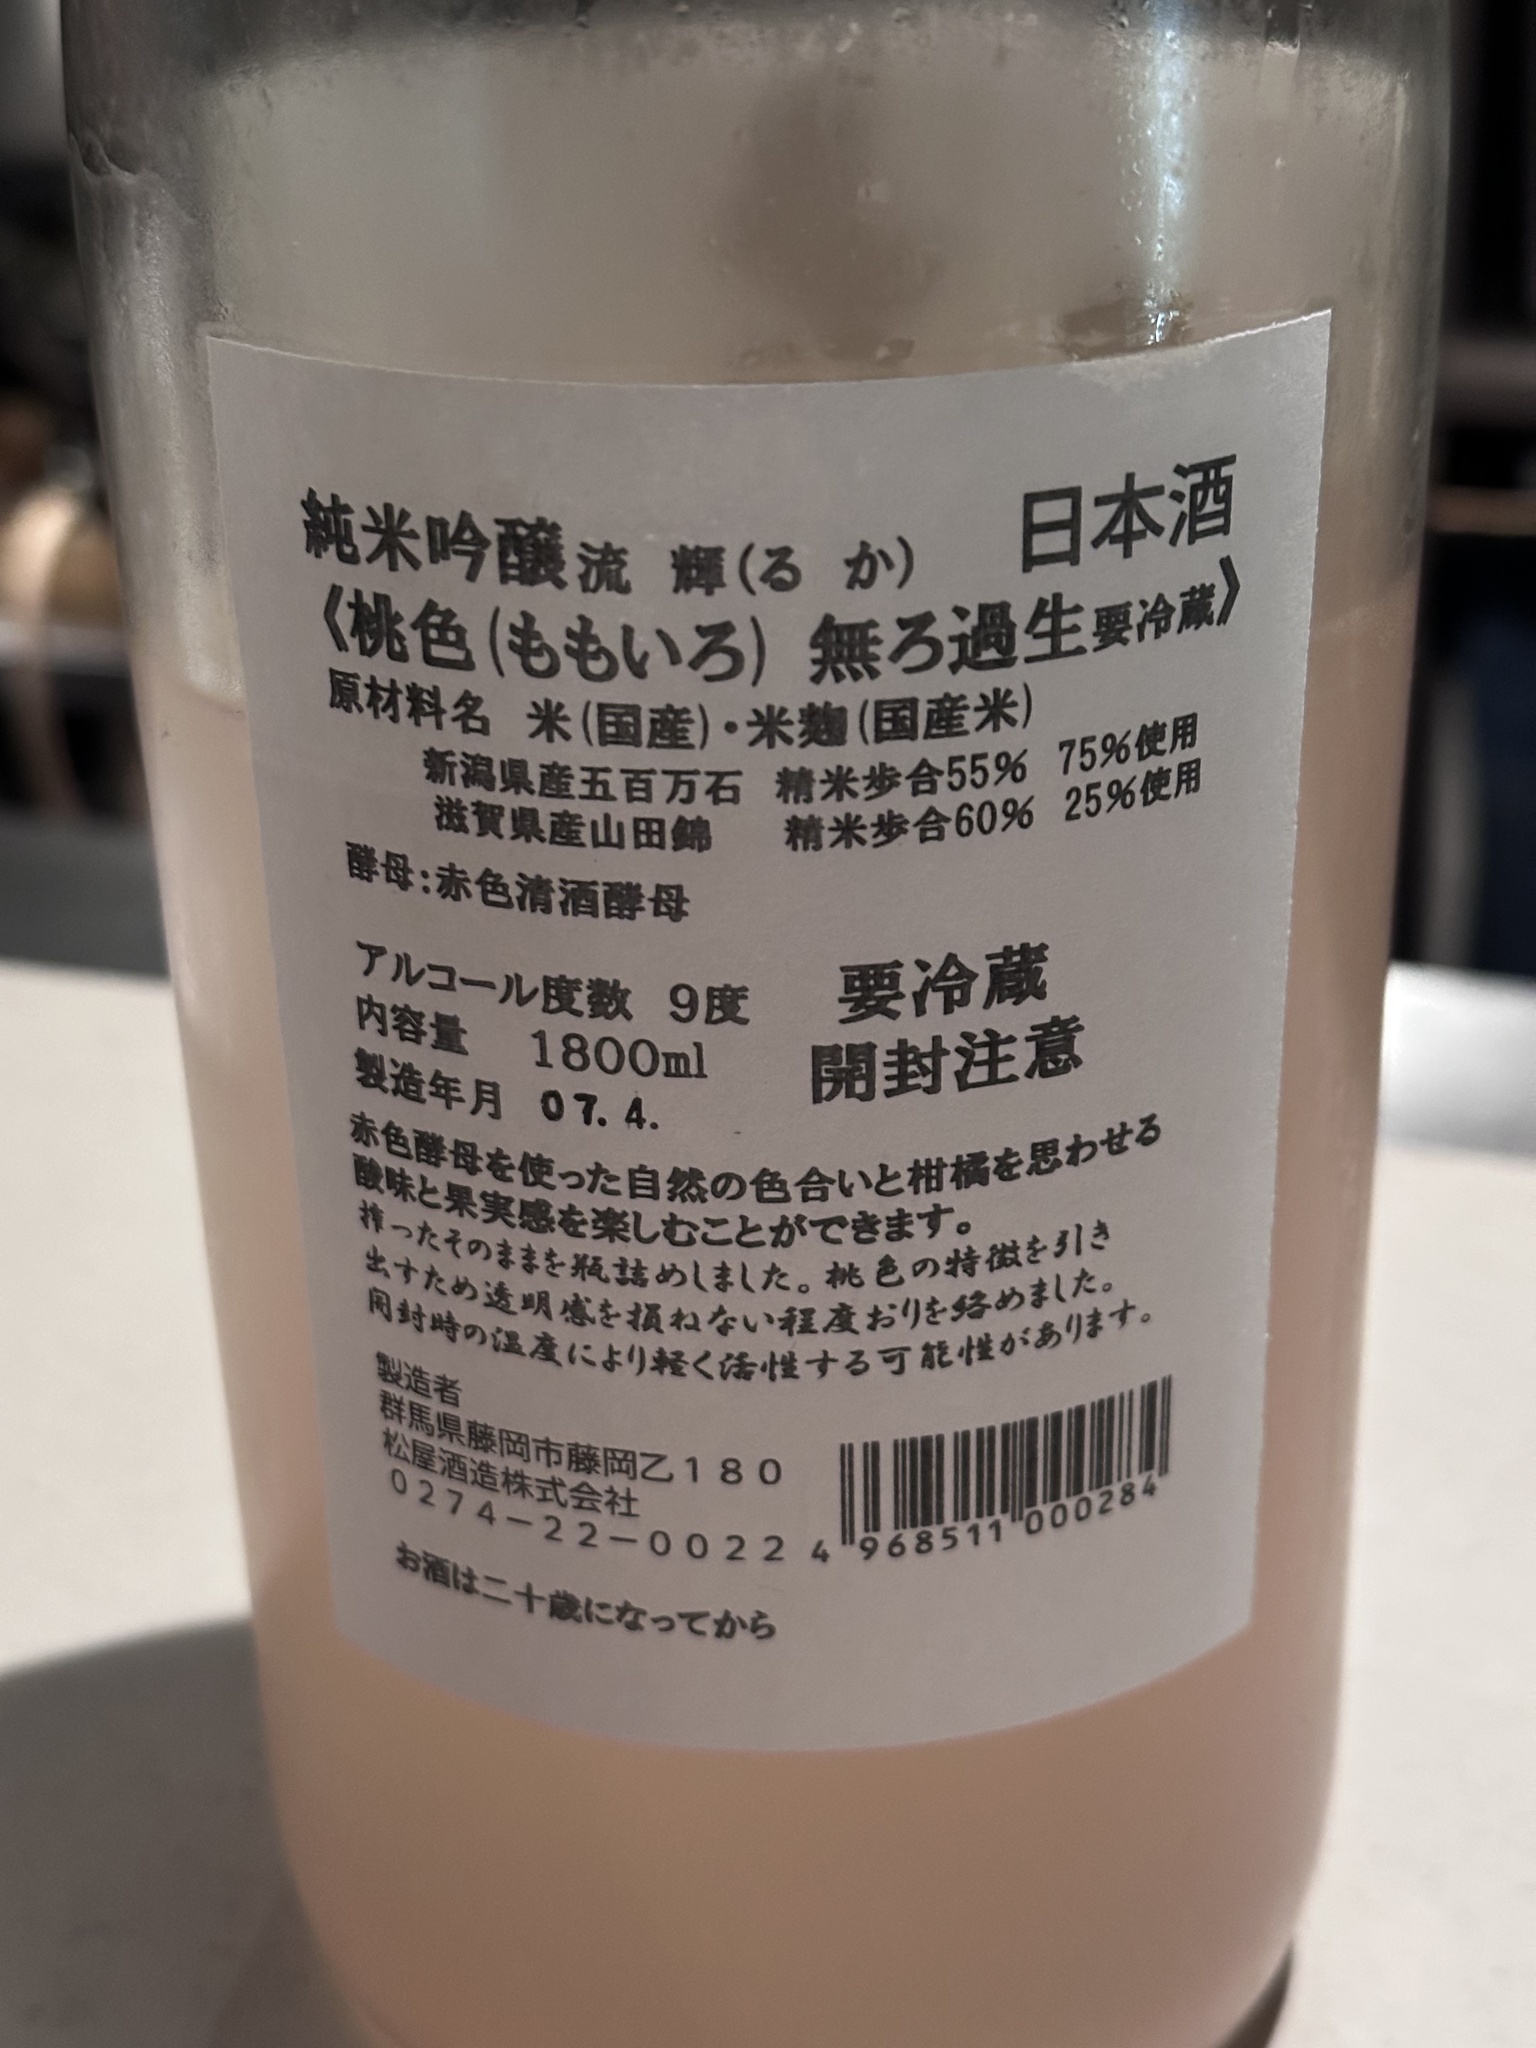 純米吟醸流 輝(る か) 日本酒
《桃色(ももいろ) 無ろ過生要冷蔵》
原材料名 米(国産)・米麹(国産米)
新潟県産五百万石 精米歩合55% 75%使用
滋賀県産山田錦 精米歩合60% 25%使用
酵母:赤色清酒酵母
アルコール度数 9度
要冷蔵
内容量 1800ml
開封注意
製造年月 07.4.
赤色酵母を使った自然の色合いと柑橘を思わせる
酸味と果実感を楽しむことができます。
搾ったそのままを瓶詰めしました。桃色の特徴を引き
出すため透明感を損ねない程度おりを絡めました。
開封時の温度により軽く活性する可能性があります。
製造者
群馬県藤岡市藤岡乙180
松屋酒造株式会社
0274-22-0022
4 968511 000284
お酒は二十歳になってから